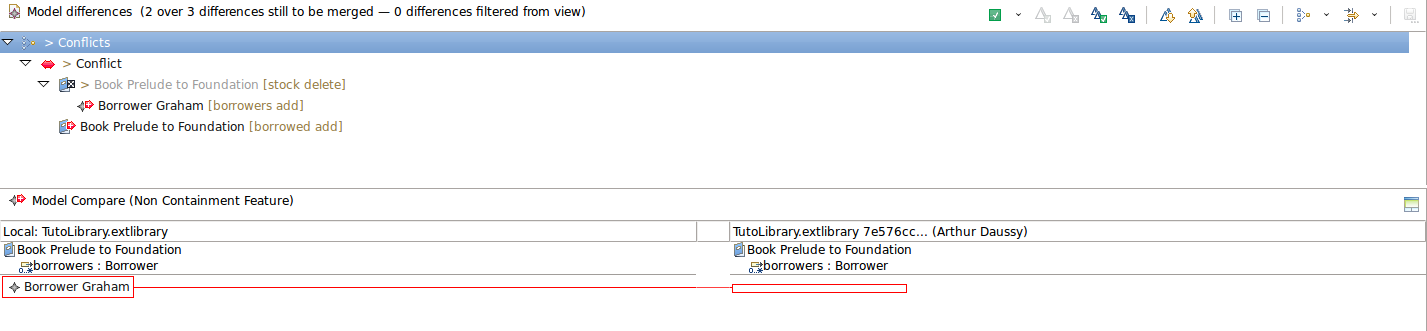 Model differences (2 over 3 differences still to be merged — 0 differences filtered from view)
> Conflicts
> Conflict
> Book Prelude to Foundation [stock delete]
Borrower Graham [borrowers add]
Book Prelude to Foundation [borrowed add]
Model Compare (Non Containment Feature)
Local: TutoLibrary.extlibrary
TutoLibrary.extlibrary 7e576cc... (Arthur Daussy)
Book Prelude to Foundation
Book Prelude to Foundation
borrowers : Borrower
borrowers : Borrower
Borrower Graham